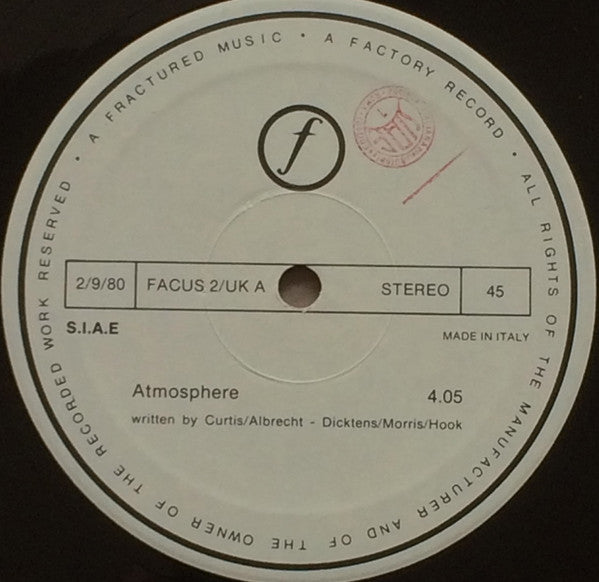 · A FRACTURED MUSIC · A FACTORY RECORD · ALL RIGHTS OF THE MANUFACTURER AND OF THE OWNER OF THE RECORDED WORK RESERVED
f
2/9/80 FACUS 2/UK A STEREO 45
S.I.A.E
MADE IN ITALY
Atmosphere 4.05
written by Curtis/Albrecht - Dicktens/Morris/Hook